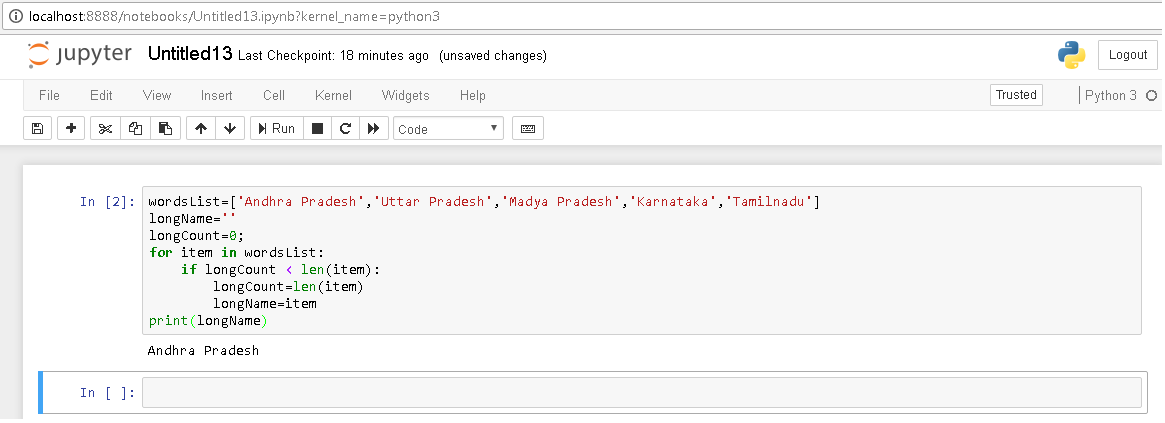 localhost:8888/notebooks/Untitled13.ipynb?kernel_name=python3
jupyter Untitled13 Last Checkpoint: 18 minutes ago (unsaved changes) Logout
File Edit View Insert Cell Kernel Widgets Help Trusted Python 3
Run Code
In [2]: wordsList=['Andhra Pradesh','Uttar Pradesh','Madya Pradesh','Karnataka','Tamilnadu']
longName=''
longCount=0;
for item in wordsList:
    if longCount < len(item):
        longCount=len(item)
        longName=item
print(longName)
Andhra Pradesh
In [ ]: